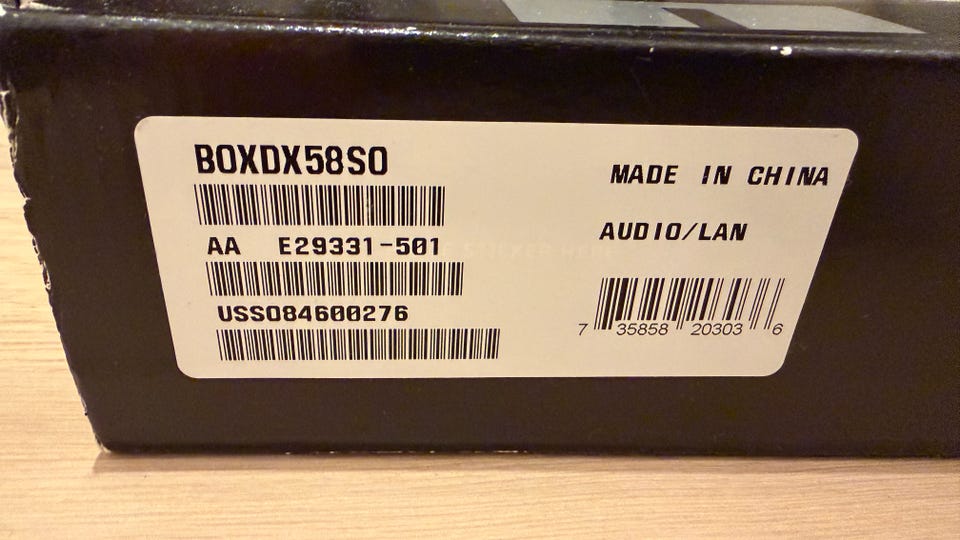 BOXDX58SO
AA E29331-501
USSO84600276
MADE IN CHINA
AUDIO/LAN
7 35858 20303 6